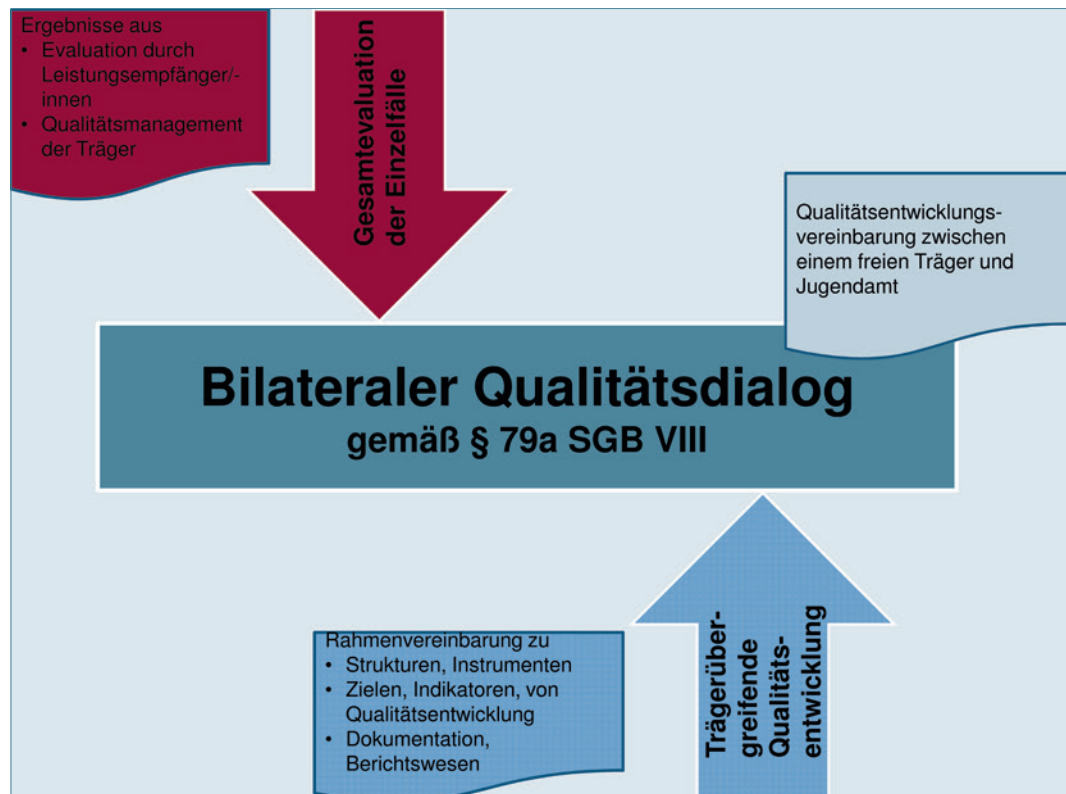 Ergebnisse aus
• Evaluation durch
Leistungsempfänger/-
innen
• Qualitätsmanagement
der Träger
Gesamtevaluation
der Einzelfälle
Qualitätsentwicklungs-
vereinbarung zwischen
einem freien Träger und
Jugendamt
Bilateraler Qualitätsdialog
gemäß § 79a SGB VIII
Rahmenvereinbarung zu
• Strukturen, Instrumenten
• Zielen, Indikatoren, von
Qualitätsentwicklung
• Dokumentation,
Berichtswesen
Trägerüber-
greifende
Qualitäts-
entwicklung